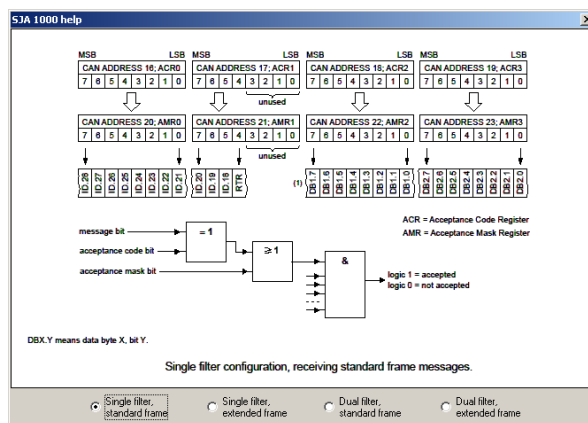 SJA 1000 help
MSB LSB MSB LSB MSB LSB MSB LSB
CAN ADDRESS 16; ACR0 CAN ADDRESS 17; ACR1 CAN ADDRESS 18; ACR2 CAN ADDRESS 19; ACR3
7 6 5 4 3 2 1 0 7 6 5 4 3 2 1 0 7 6 5 4 3 2 1 0 7 6 5 4 3 2 1 0
unused
CAN ADDRESS 20; AMR0 CAN ADDRESS 21; AMR1 CAN ADDRESS 22; AMR2 CAN ADDRESS 23; AMR3
7 6 5 4 3 2 1 0 7 6 5 4 3 2 1 0 7 6 5 4 3 2 1 0 7 6 5 4 3 2 1 0
unused
ID.28 ID.27 ID.26 ID.25 ID.24 ID.23 ID.22 ID.21 ID.20 ID.19 ID.18 RTR (1) DB1.7 DB1.6 DB1.5 DB1.4 DB1.3 DB1.2 DB1.1 DB1.0 DB2.7 DB2.6 DB2.5 DB2.4 DB2.3 DB2.2 DB2.1 DB2.0
ACR = Acceptance Code Register
AMR = Acceptance Mask Register
message bit
= 1
acceptance code bit
≥ 1
acceptance mask bit
&
logic 1 = accepted
logic 0 = not accepted
DBX.Y means data byte X, bit Y.
Single filter configuration, receiving standard frame messages.
Single filter, Single filter, Dual filter, Dual filter,
standard frame extended frame standard frame extended frame